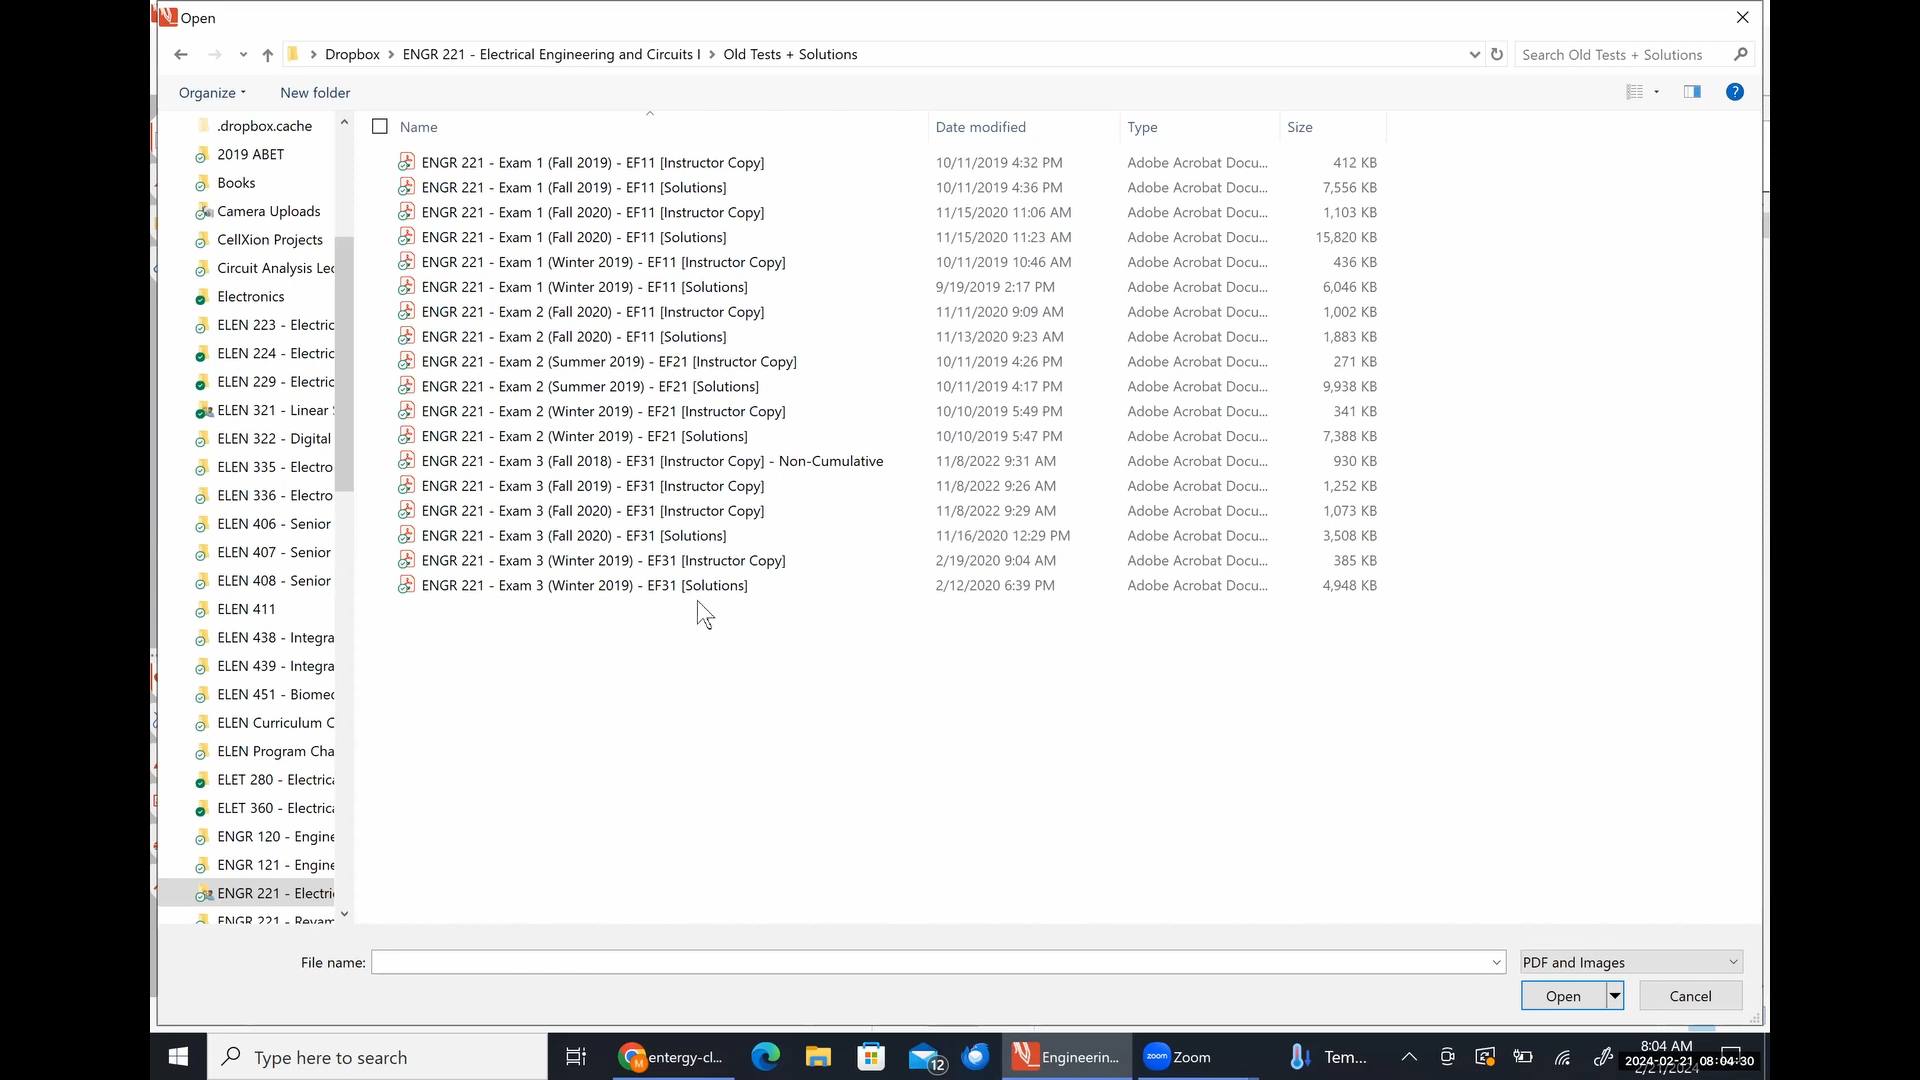 Open
Dropbox > ENGR 221 - Electrical Engineering and Circuits I > Old Tests + Solutions
Search Old Tests + Solutions
Organize
New folder
Name Date modified Type Size
.dropbox.cache
2019 ABET
Books
Camera Uploads
CellXion Projects
Circuit Analysis Lec
Electronics
ELEN 223 - Electric
ELEN 224 - Electric
ELEN 229 - Electric
ELEN 321 - Linear
ELEN 322 - Digital
ELEN 335 - Electro
ELEN 336 - Electro
ELEN 406 - Senior
ELEN 407 - Senior
ELEN 408 - Senior
ELEN 411
ELEN 438 - Integra
ELEN 439 - Integra
ELEN 451 - Biomed
ELEN Curriculum C
ELEN Program Cha
ELET 280 - Electrica
ELET 360 - Electrica
ENGR 120 - Engine
ENGR 121 - Engine
ENGR 221 - Electri
ENGR 221 - Revam
ENGR 221 - Exam 1 (Fall 2019) - EF11 [Instructor Copy] 10/11/2019 4:32 PM Adobe Acrobat Docu... 412 KB
ENGR 221 - Exam 1 (Fall 2019) - EF11 [Solutions] 10/11/2019 4:36 PM Adobe Acrobat Docu... 7,556 KB
ENGR 221 - Exam 1 (Fall 2020) - EF11 [Instructor Copy] 11/15/2020 11:06 AM Adobe Acrobat Docu... 1,103 KB
ENGR 221 - Exam 1 (Fall 2020) - EF11 [Solutions] 11/15/2020 11:23 AM Adobe Acrobat Docu... 15,820 KB
ENGR 221 - Exam 1 (Winter 2019) - EF11 [Instructor Copy] 10/11/2019 10:46 AM Adobe Acrobat Docu... 436 KB
ENGR 221 - Exam 1 (Winter 2019) - EF11 [Solutions] 9/19/2019 2:17 PM Adobe Acrobat Docu... 6,046 KB
ENGR 221 - Exam 2 (Fall 2020) - EF11 [Instructor Copy] 11/11/2020 9:09 AM Adobe Acrobat Docu... 1,002 KB
ENGR 221 - Exam 2 (Fall 2020) - EF11 [Solutions] 11/13/2020 9:23 AM Adobe Acrobat Docu... 1,883 KB
ENGR 221 - Exam 2 (Summer 2019) - EF21 [Instructor Copy] 10/11/2019 4:26 PM Adobe Acrobat Docu... 271 KB
ENGR 221 - Exam 2 (Summer 2019) - EF21 [Solutions] 10/11/2019 4:17 PM Adobe Acrobat Docu... 9,938 KB
ENGR 221 - Exam 2 (Winter 2019) - EF21 [Instructor Copy] 10/10/2019 5:49 PM Adobe Acrobat Docu... 341 KB
ENGR 221 - Exam 2 (Winter 2019) - EF21 [Solutions] 10/10/2019 5:47 PM Adobe Acrobat Docu... 7,388 KB
ENGR 221 - Exam 3 (Fall 2018) - EF31 [Instructor Copy] - Non-Cumulative 11/8/2022 9:31 AM Adobe Acrobat Docu... 930 KB
ENGR 221 - Exam 3 (Fall 2019) - EF31 [Instructor Copy] 11/8/2022 9:26 AM Adobe Acrobat Docu... 1,252 KB
ENGR 221 - Exam 3 (Fall 2020) - EF31 [Instructor Copy] 11/8/2022 9:29 AM Adobe Acrobat Docu... 1,073 KB
ENGR 221 - Exam 3 (Fall 2020) - EF31 [Solutions] 11/16/2020 12:29 PM Adobe Acrobat Docu... 3,508 KB
ENGR 221 - Exam 3 (Winter 2019) - EF31 [Instructor Copy] 2/19/2020 9:04 AM Adobe Acrobat Docu... 385 KB
ENGR 221 - Exam 3 (Winter 2019) - EF31 [Solutions] 2/12/2020 6:39 PM Adobe Acrobat Docu... 4,948 KB
File name:
PDF and Images
Open
Cancel
Type here to search
entergy-cl...
12
Engineerin...
zoom
Zoom
Tem...
8:04 AM
2024-02-21 08:04:30